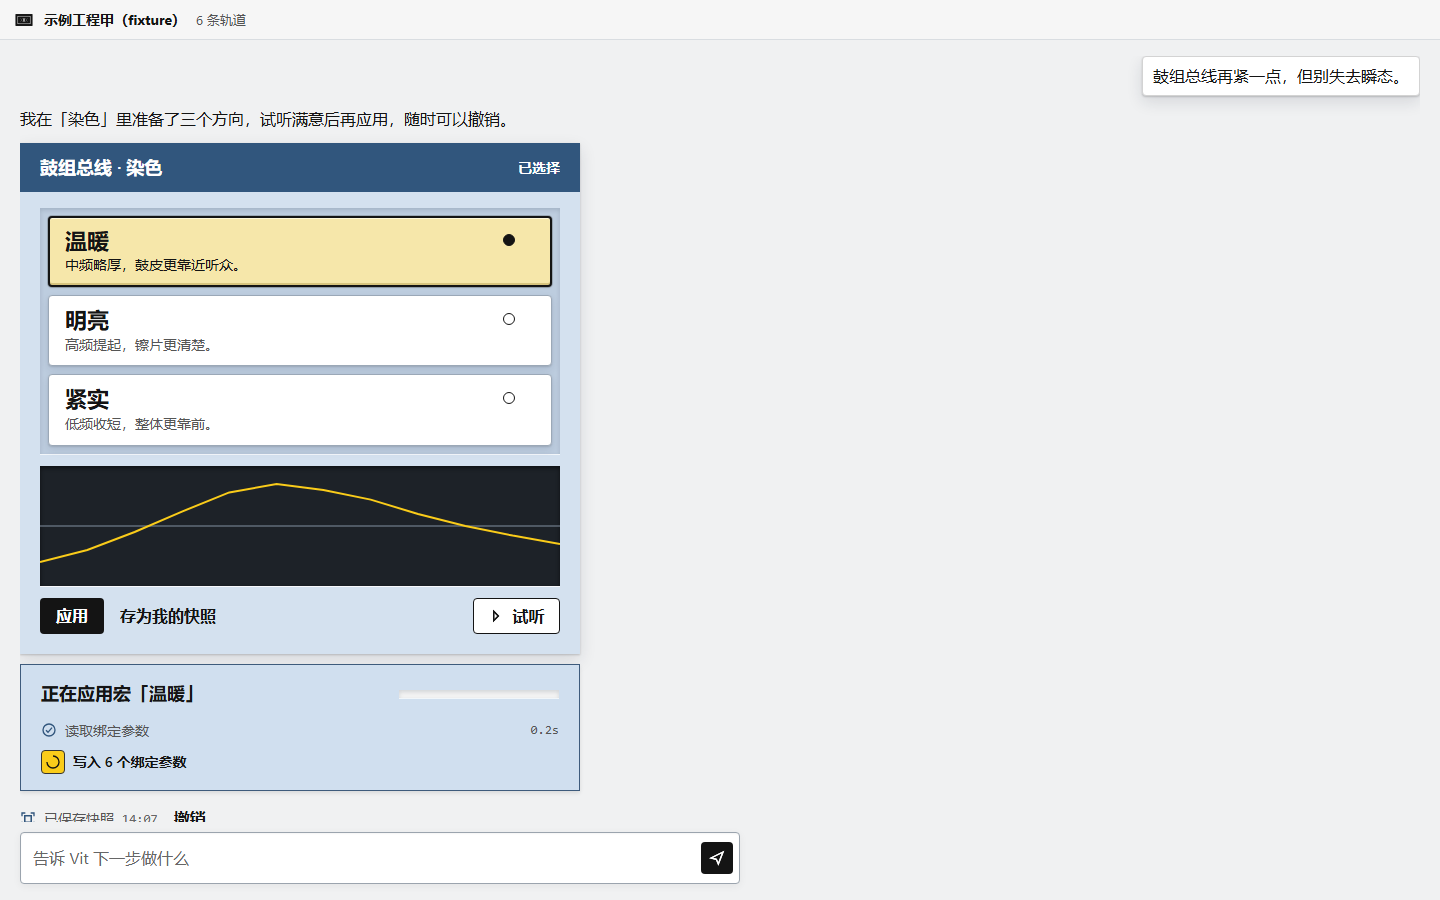 示例工程甲（fixture） 6 条轨道
鼓组总线再紧一点，但别失去瞬态。
我在「染色」里准备了三个方向，试听满意后再应用，随时可以撤销。
鼓组总线 · 染色 已选择
温暖
中频略厚，鼓皮更靠近听众。
明亮
高频提起，镲片更清楚。
紧实
低频收短，整体更靠前。
应用 存为我的快照 试听
正在应用宏「温暖」
读取绑定参数 0.2s
写入 6 个绑定参数
已保存快照 14:07 撤销
告诉 Vit 下一步做什么